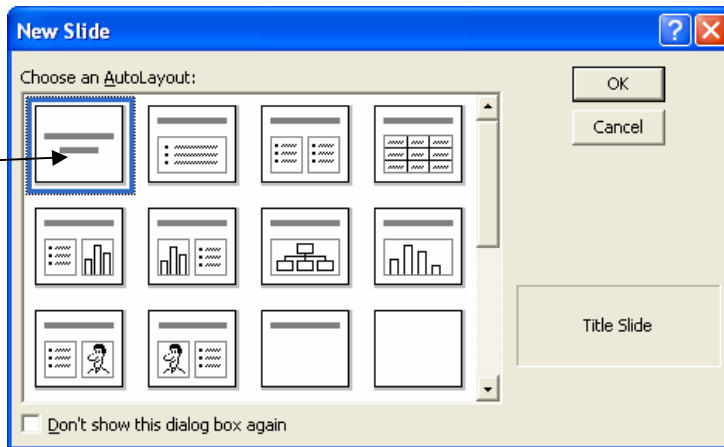 New Slide
Choose an AutoLayout:
OK
Cancel
Title Slide
Don't show this dialog box again